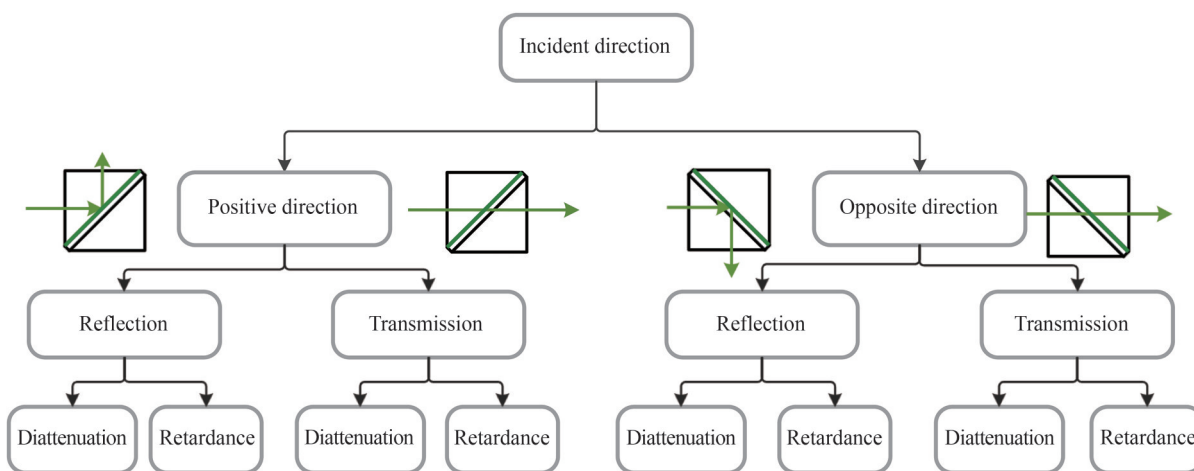 Incident direction
Positive direction
Opposite direction
Reflection
Transmission
Reflection
Transmission
Diattenuation
Retardance
Diattenuation
Retardance
Diattenuation
Retardance
Diattenuation
Retardance